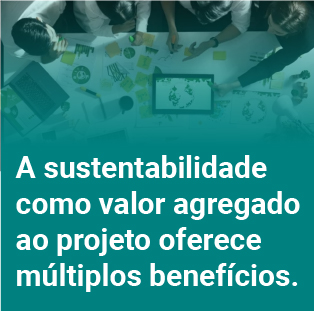 A sustentabilidade
como valor agregado
ao projeto oferece
múltiplos benefícios.